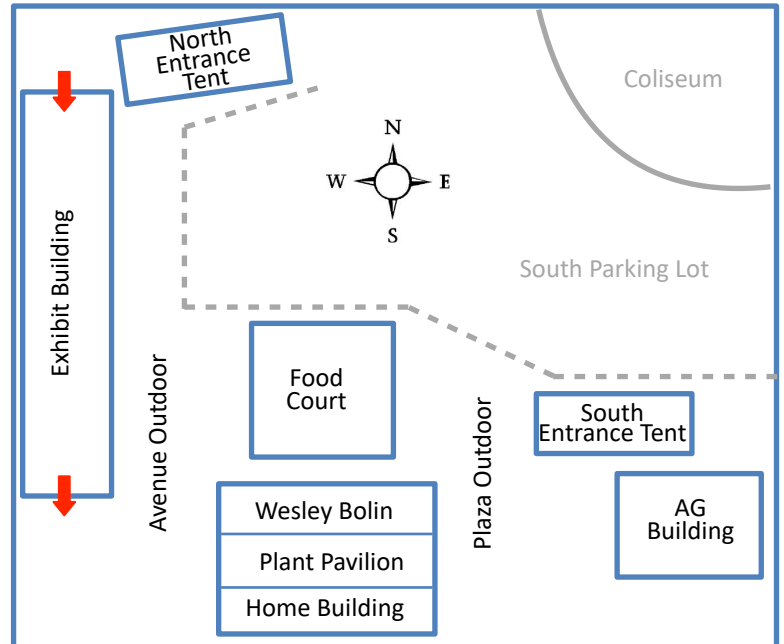 North
Entrance
Tent
Coliseum
N
W E
S
Exhibit Building
South Parking Lot
Avenue Outdoor
Food
Court
Plaza Outdoor
South
Entrance Tent
Wesley Bolin
Plant Pavilion
Home Building
AG
Building